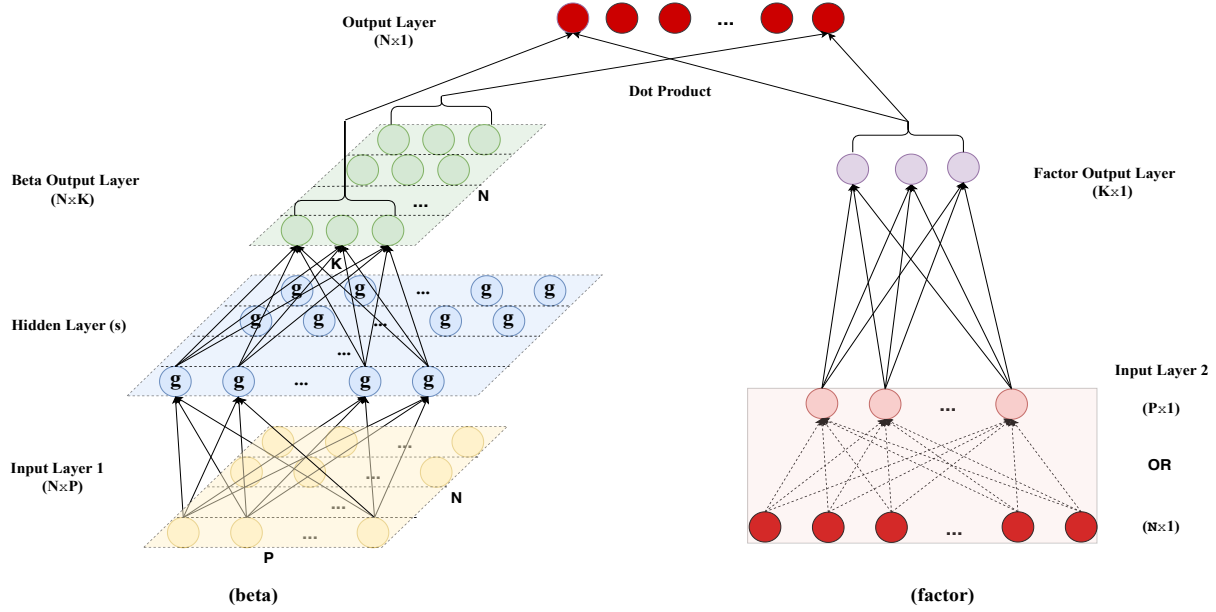 Output Layer
(N×1)
...
Dot Product
Beta Output Layer
(N×K)
...
N
K
Factor Output Layer
(K×1)
g g ... g g
Hidden Layer (s)
g g ... g g
...
g g ... g g
Input Layer 2
(P×1)
...
OR
(N×1)
...
Input Layer 1
(N×P)
...
...
N
...
...
P
(beta)
(factor)